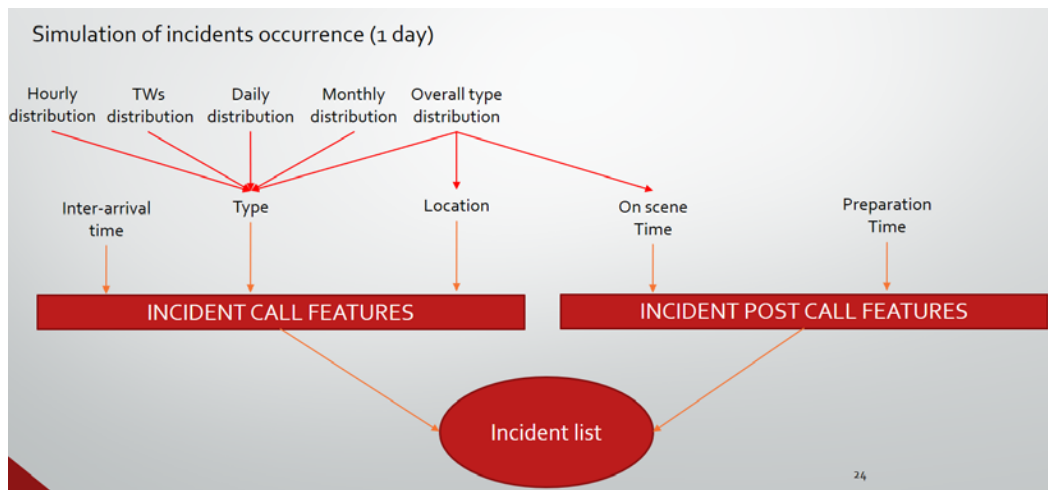 Simulation of incidents occurrence (1 day)
Hourly
distribution
TWs
distribution
Daily
distribution
Monthly
distribution
Overall type
distribution
Inter-arrival
time
Type
Location
On scene
Time
Preparation
Time
INCIDENT CALL FEATURES
INCIDENT POST CALL FEATURES
Incident list
24